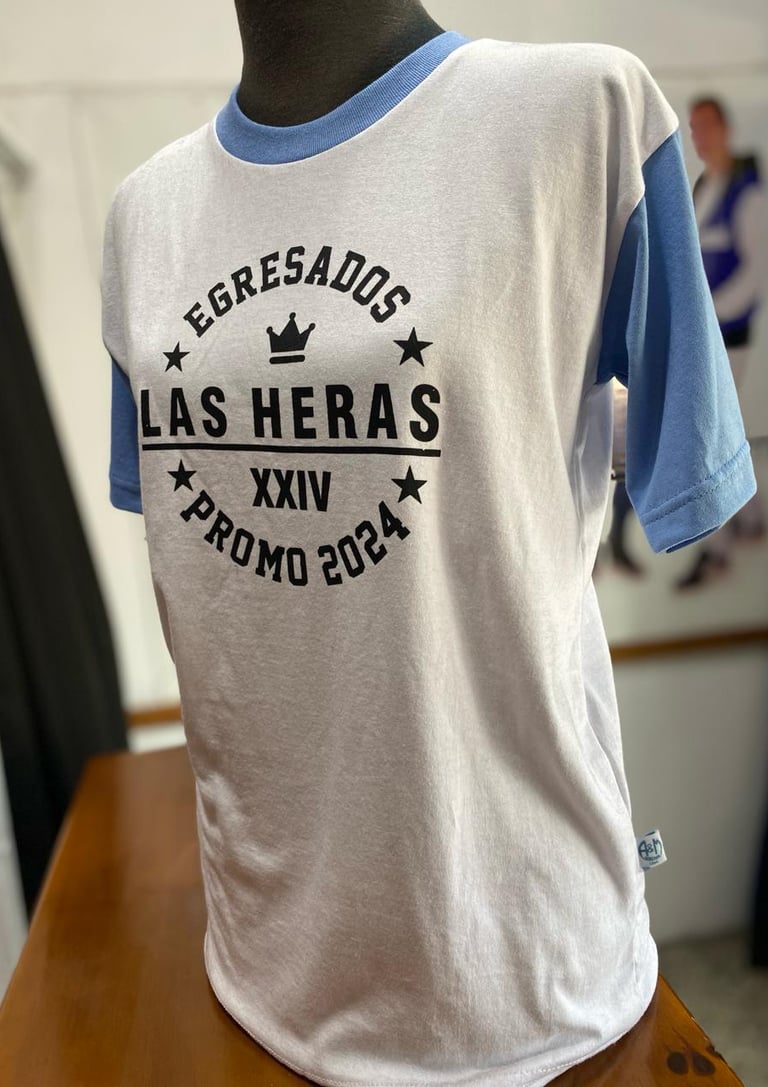 EGRESADOS
LAS HERAS
XXIV
PROMO 2024
A&M